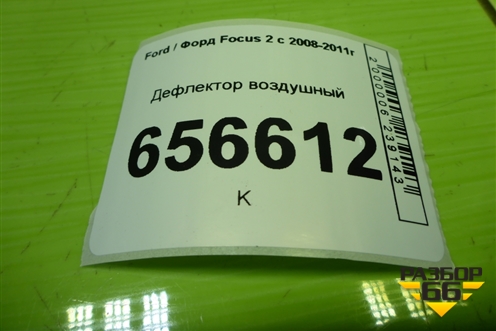 Ford / Форд Focus 2 с 2008-2011г
Дефлектор воздушный
656612
К
2000006239143
РАЗБОР
66